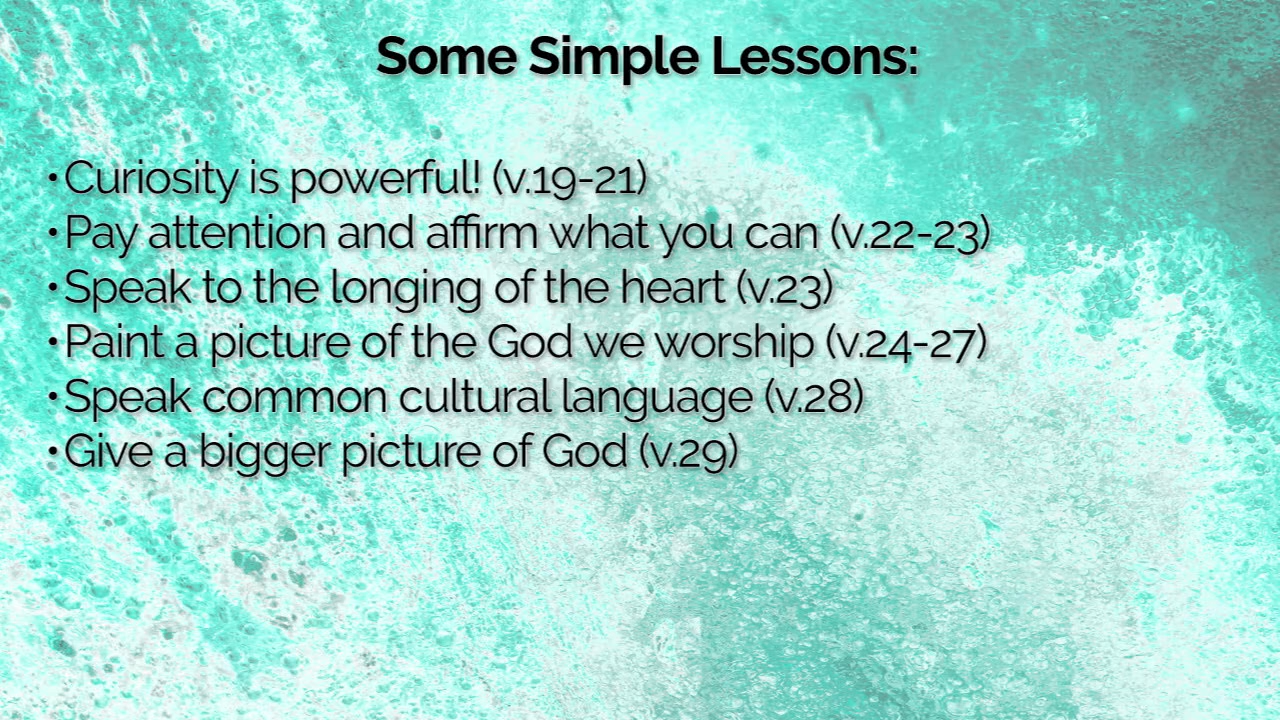 Some Simple Lessons:
•Curiosity is powerful! (v.19-21)
•Pay attention and affirm what you can (v.22-23)
•Speak to the longing of the heart (v.23)
•Paint a picture of the God we worship (v.24-27)
•Speak common cultural language (v.28)
•Give a bigger picture of God (v.29)